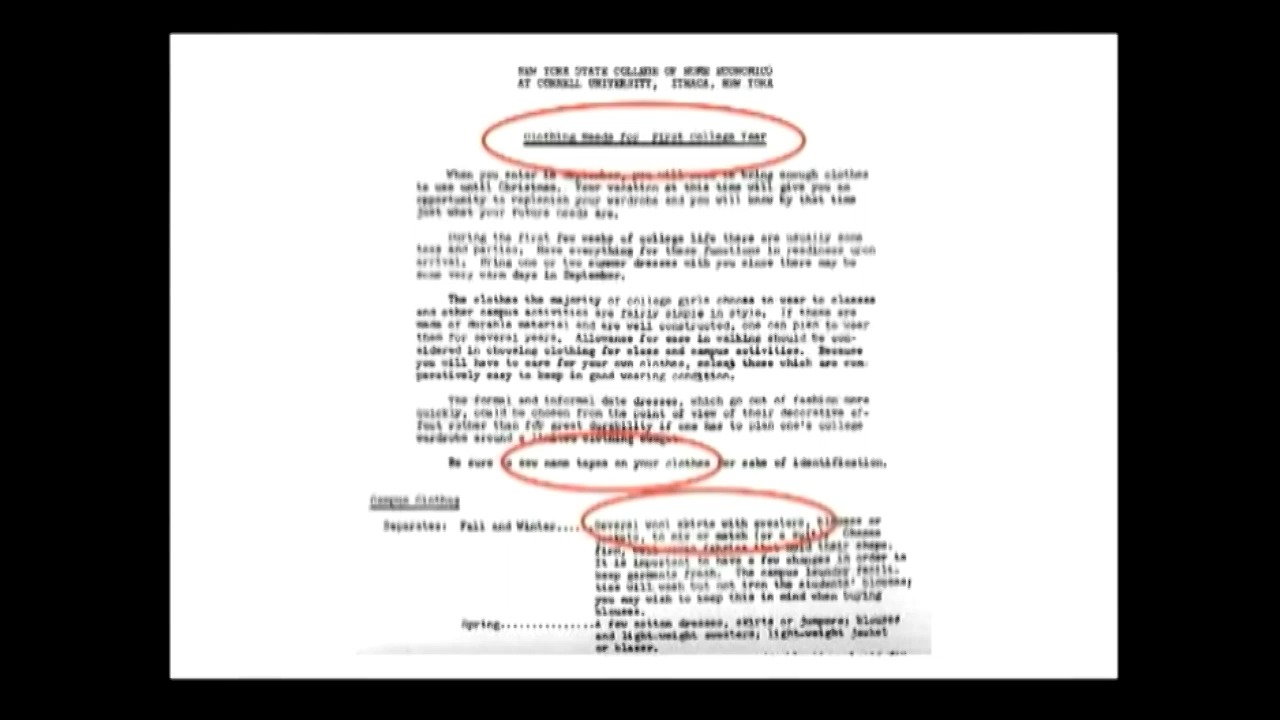 NEW YORK STATE COLLEGE OF HOME ECONOMICS
AT CORNELL UNIVERSITY, ITHACA, NEW YORK
Clothing Needs for First College Year
When you enter in September, you will need to bring enough clothes
to use until Christmas. Your vacation at this time will give you an
opportunity to replenish your wardrobe and you will know by that time
just what your future needs are.
During the first few weeks of college life there are usually some
teas and parties. Have everything for these functions in readiness upon
arrival. Bring one or two summer dresses with you since there may be
some very warm days in September.
The clothes the majority of college girls choose to wear to classes
and other campus activities are fairly simple in style. If these are
made of durable material and are well constructed, one can plan to wear
them for several years. Allowance for ease in walking should be con-
sidered in choosing clothing for class and campus activities. Because
you will have to care for your own clothes, select those which are com-
paratively easy to keep in good wearing condition.
The formal and informal date dresses, which go out of fashion more
quickly, could be chosen from the point of view of their decorative ef-
fect rather than for great durability if one has to plan one's college
wardrobe around a limited clothing budget.
Be sure to sew name tapes on your clothes for sake of identification.
Campus Clothes
Separates: Fall and Winter.....Several wool skirts with sweaters, blouses or
jackets, to mix or match for a suit. Choose
firm, well fabrics that hold their shape.
It is important to have a few changes in order to
keep garments fresh. The campus laundry facili-
ties will wash but not iron the students' blouses;
you may wish to keep this in mind when buying
blouses.
Spring..............A few cotton dresses, skirts or jumpers; blouses
and light-weight sweaters; light-weight jacket
or blazer.